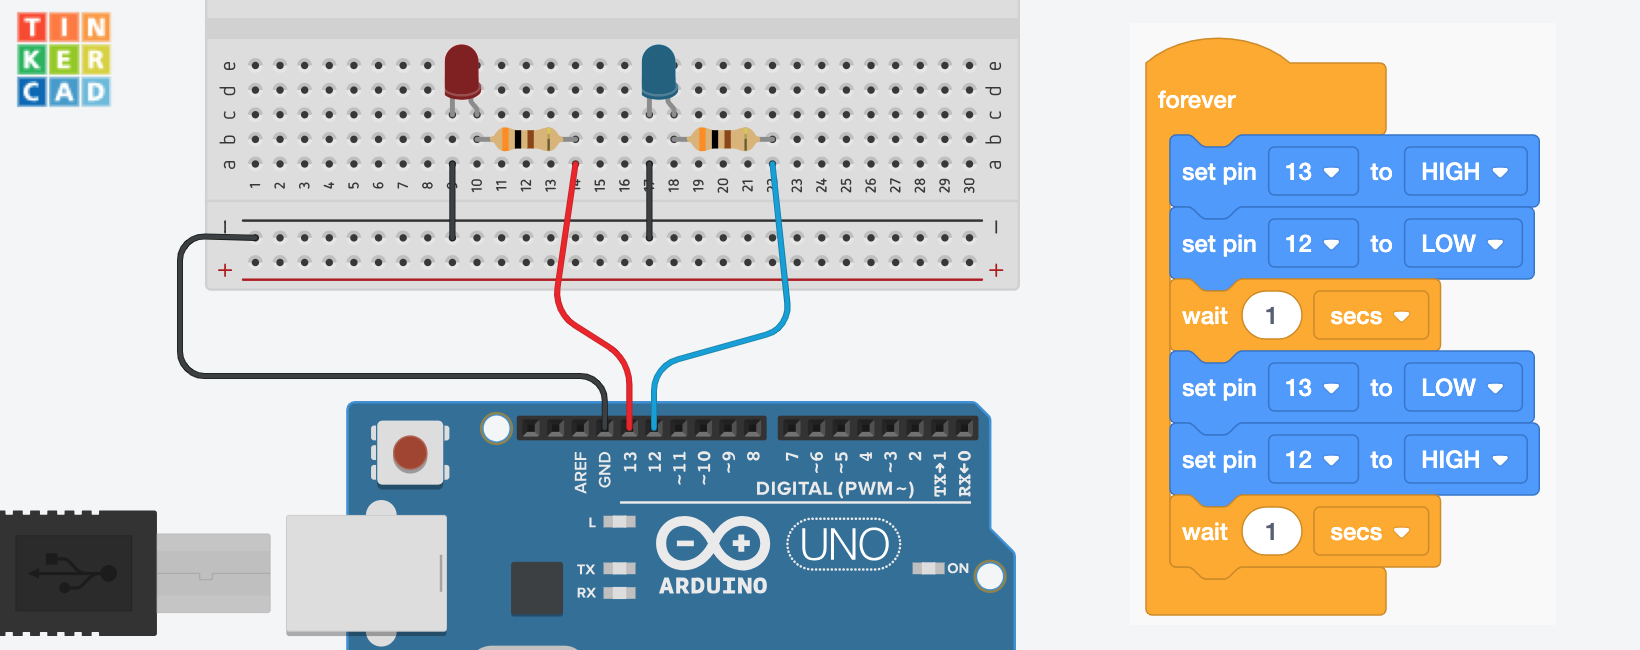 TIN
KER
CAD
e e
d d
c c
b b
a a
1 2 3 4 5 6 7 8 9 10 11 12 13 14 15 16 17 18 19 20 21 22 23 24 25 26 27 28 29 30
− −
+ +
AREF GND 13 12 ~11 ~10 ~9 8 7 ~6 ~5 4 ~3 2 TX→1 RX←0
DIGITAL (PWM ~)
L
TX
RX
UNO
ARDUINO
ON
forever
set pin 13 to HIGH
set pin 12 to LOW
wait 1 secs
set pin 13 to LOW
set pin 12 to HIGH
wait 1 secs